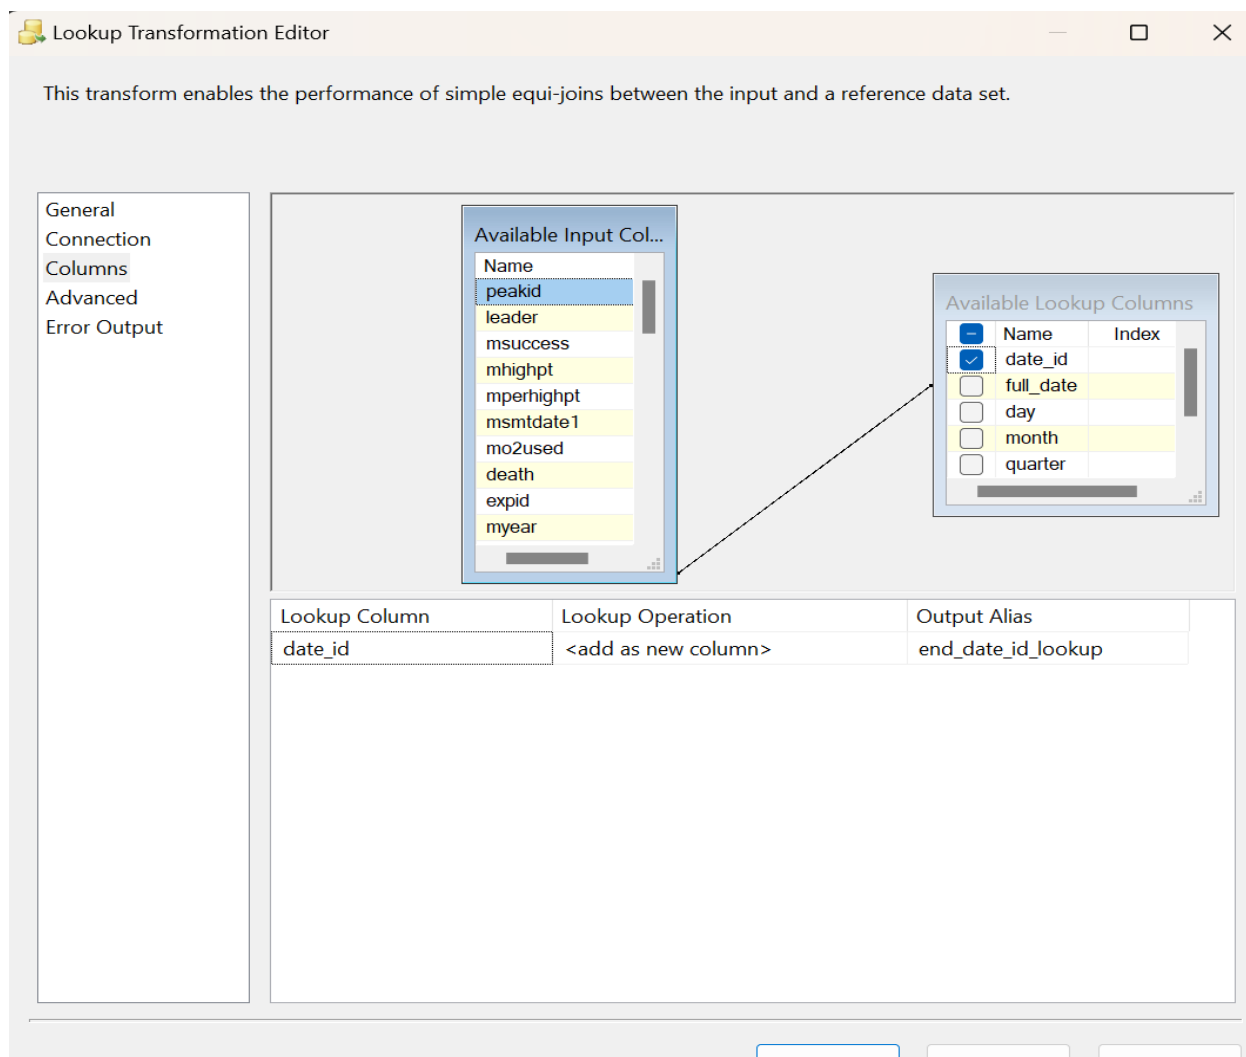 Lookup Transformation Editor
This transform enables the performance of simple equi-joins between the input and a reference data set.
General
Connection
Columns
Advanced
Error Output
Available Input Col...
Name
peakid
leader
msuccess
mhighpt
mperhighpt
msmtdate1
mo2used
death
expid
myear
Available Lookup Columns
Name Index
date_id
full_date
day
month
quarter
Lookup Column Lookup Operation Output Alias
date_id <add as new column> end_date_id_lookup